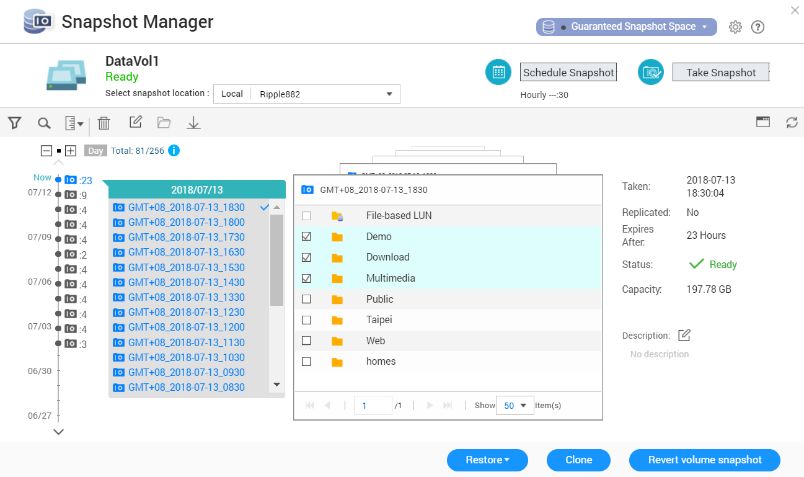 Snapshot Manager
Guaranteed Snapshot Space
DataVol1
Ready
Select snapshot location : Local Ripple882
Schedule Snapshot
Hourly ---:30
Take Snapshot
Day Total: 81/256
Now :23
07/12 :9
:4
:4
07/09 :4
:2
:4
07/06 :4
:4
:4
07/03 :4
:3
06/30
06/27
2018/07/13
GMT+08_2018-07-13_1830
GMT+08_2018-07-13_1800
GMT+08_2018-07-13_1730
GMT+08_2018-07-13_1630
GMT+08_2018-07-13_1530
GMT+08_2018-07-13_1430
GMT+08_2018-07-13_1330
GMT+08_2018-07-13_1230
GMT+08_2018-07-13_1200
GMT+08_2018-07-13_1130
GMT+08_2018-07-13_1030
GMT+08_2018-07-13_0930
GMT+08_2018-07-13_0830
GMT+08_2018-07-13_1830
File-based LUN
Demo
Download
Multimedia
Public
Taipei
Web
homes
1 /1 Show 50 Item(s)
Taken: 2018-07-13
18:30:04
Replicated: No
Expires
After: 23 Hours
Status: Ready
Capacity: 197.78 GB
Description:
No description
Restore
Clone
Revert volume snapshot